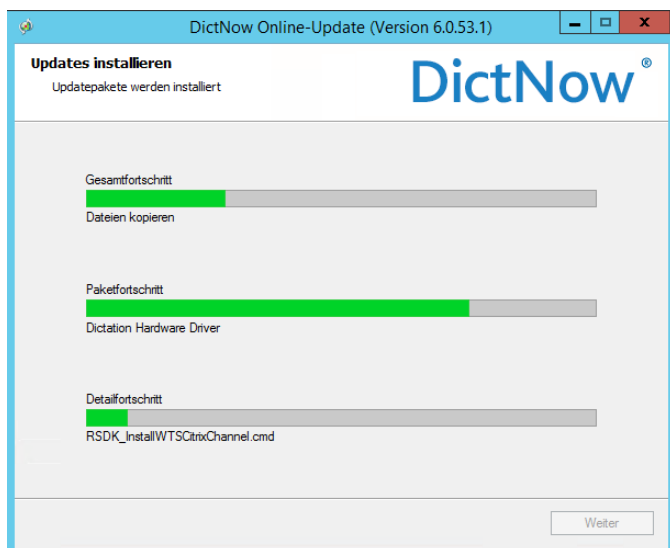 DictNow Online-Update (Version 6.0.53.1)
Updates installieren
Updatepakete werden installiert
DictNow®
Gesamtfortschritt
Dateien kopieren
Paketfortschritt
Dictation Hardware Driver
Detailfortschritt
RSDK_InstallWTSCitrixChannel.cmd
Weiter